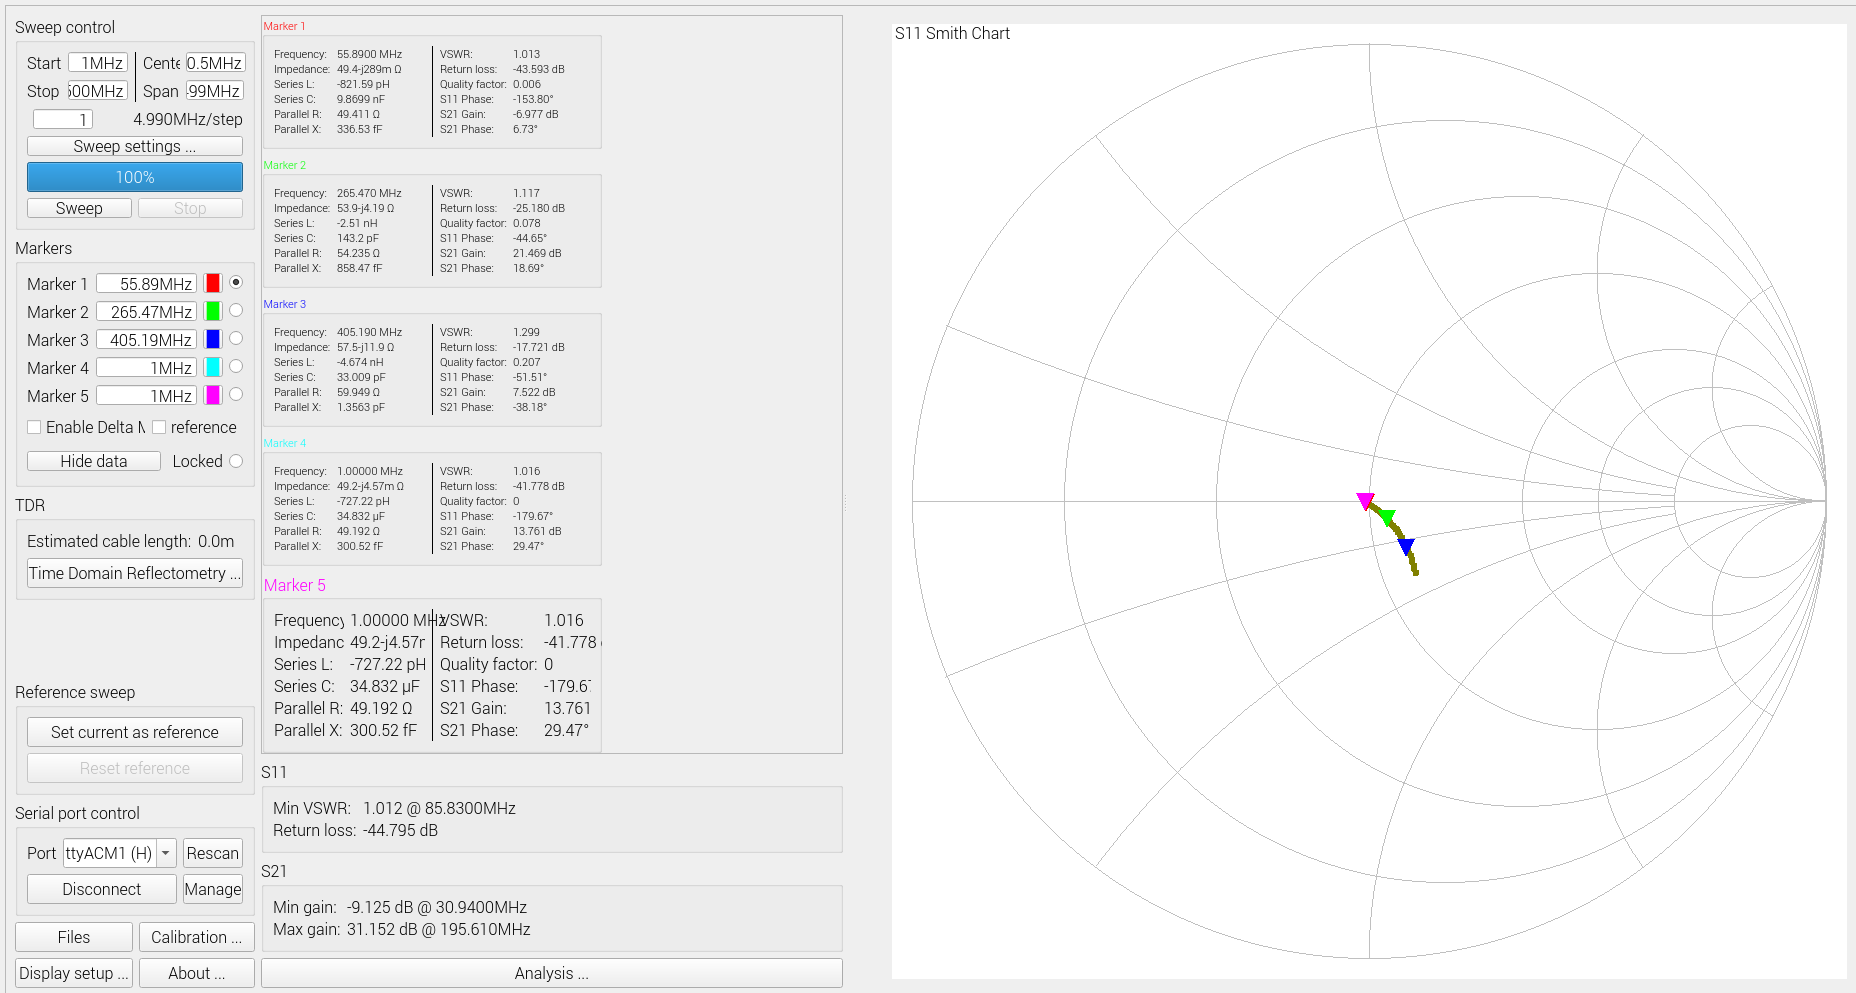 Sweep control
Start 1MHz Cente 0.5MHz
Stop 500MHz Span -99MHz
1 4.990MHz/step
Sweep settings ...
100%
Sweep Stop
Markers
Marker 1 55.89MHz
Marker 2 265.47MHz
Marker 3 405.19MHz
Marker 4 1MHz
Marker 5 1MHz
Enable Delta M reference
Hide data Locked
TDR
Estimated cable length: 0.0m
Time Domain Reflectometry ...
Reference sweep
Set current as reference
Reset reference
Serial port control
Port ttyACM1 (H) Rescan
Disconnect Manage
Files Calibration ...
Display setup ... About ...
Marker 1
Frequency: 55.8900 MHz VSWR: 1.013
Impedance: 49.4-j289m Ω Return loss: -43.593 dB
Series L: -821.59 pH Quality factor: 0.006
Series C: 9.8699 nF S11 Phase: -153.80°
Parallel R: 49.411 Ω S21 Gain: -6.977 dB
Parallel X: 336.53 fF S21 Phase: 6.73°
Marker 2
Frequency: 265.470 MHz VSWR: 1.117
Impedance: 53.9-j4.19 Ω Return loss: -25.180 dB
Series L: -2.51 nH Quality factor: 0.078
Series C: 143.2 pF S11 Phase: -44.65°
Parallel R: 54.235 Ω S21 Gain: 21.469 dB
Parallel X: 858.47 fF S21 Phase: 18.69°
Marker 3
Frequency: 405.190 MHz VSWR: 1.299
Impedance: 57.5-j11.9 Ω Return loss: -17.721 dB
Series L: -4.674 nH Quality factor: 0.207
Series C: 33.009 pF S11 Phase: -51.51°
Parallel R: 59.949 Ω S21 Gain: 7.522 dB
Parallel X: 1.3563 pF S21 Phase: -38.18°
Marker 4
Frequency: 1.00000 MHz VSWR: 1.016
Impedance: 49.2-j4.57m Ω Return loss: -41.778 dB
Series L: -727.22 pH Quality factor: 0
Series C: 34.832 µF S11 Phase: -179.67°
Parallel R: 49.192 Ω S21 Gain: 13.761 dB
Parallel X: 300.52 fF S21 Phase: 29.47°
Marker 5
Frequency 1.00000 MHz VSWR: 1.016
Impedanc 49.2-j4.57r Return loss: -41.778
Series L: -727.22 pH Quality factor: 0
Series C: 34.832 µF S11 Phase: -179.67
Parallel R: 49.192 Ω S21 Gain: 13.761
Parallel X: 300.52 fF S21 Phase: 29.47°
S11
Min VSWR: 1.012 @ 85.8300MHz
Return loss: -44.795 dB
S21
Min gain: -9.125 dB @ 30.9400MHz
Max gain: 31.152 dB @ 195.610MHz
Analysis ...
S11 Smith Chart